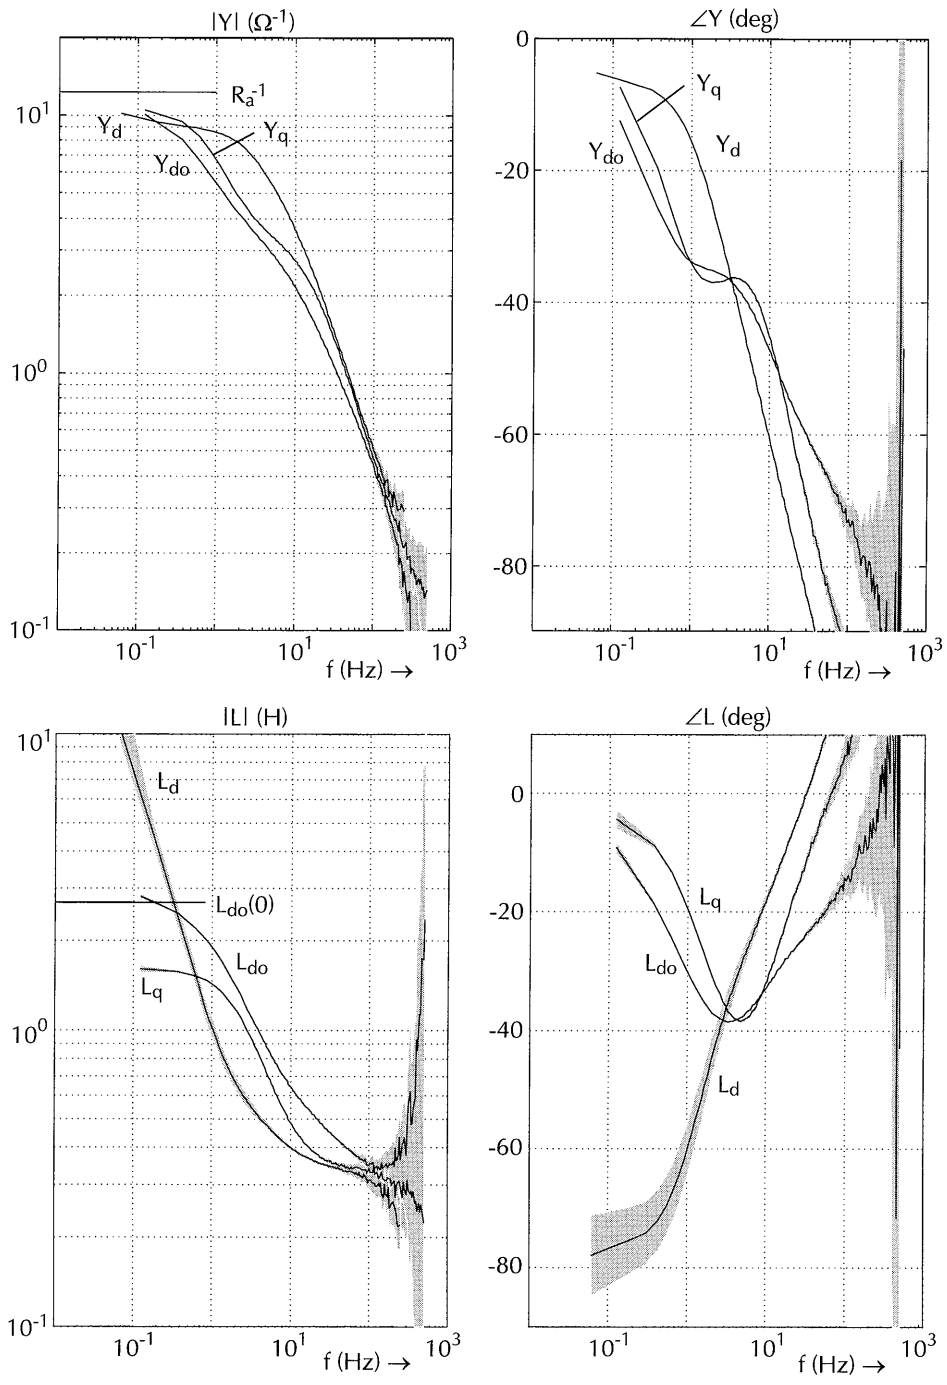 |Y| (Ω⁻¹)
10¹
10⁰
10⁻¹
Rₐ⁻¹
Y_d
Y_q
Y_do
10⁻¹ 10¹ 10³
f (Hz) →
∠Y (deg)
0
-20
-40
-60
-80
Y_q
Y_do
Y_d
10⁻¹ 10¹ 10³
f (Hz) →
|L| (H)
10¹
10⁰
10⁻¹
L_d
L_do(0)
L_do
L_q
10⁻¹ 10¹ 10³
f (Hz) →
∠L (deg)
0
-20
-40
-60
-80
L_q
L_do
L_d
10⁻¹ 10¹ 10³
f (Hz) →